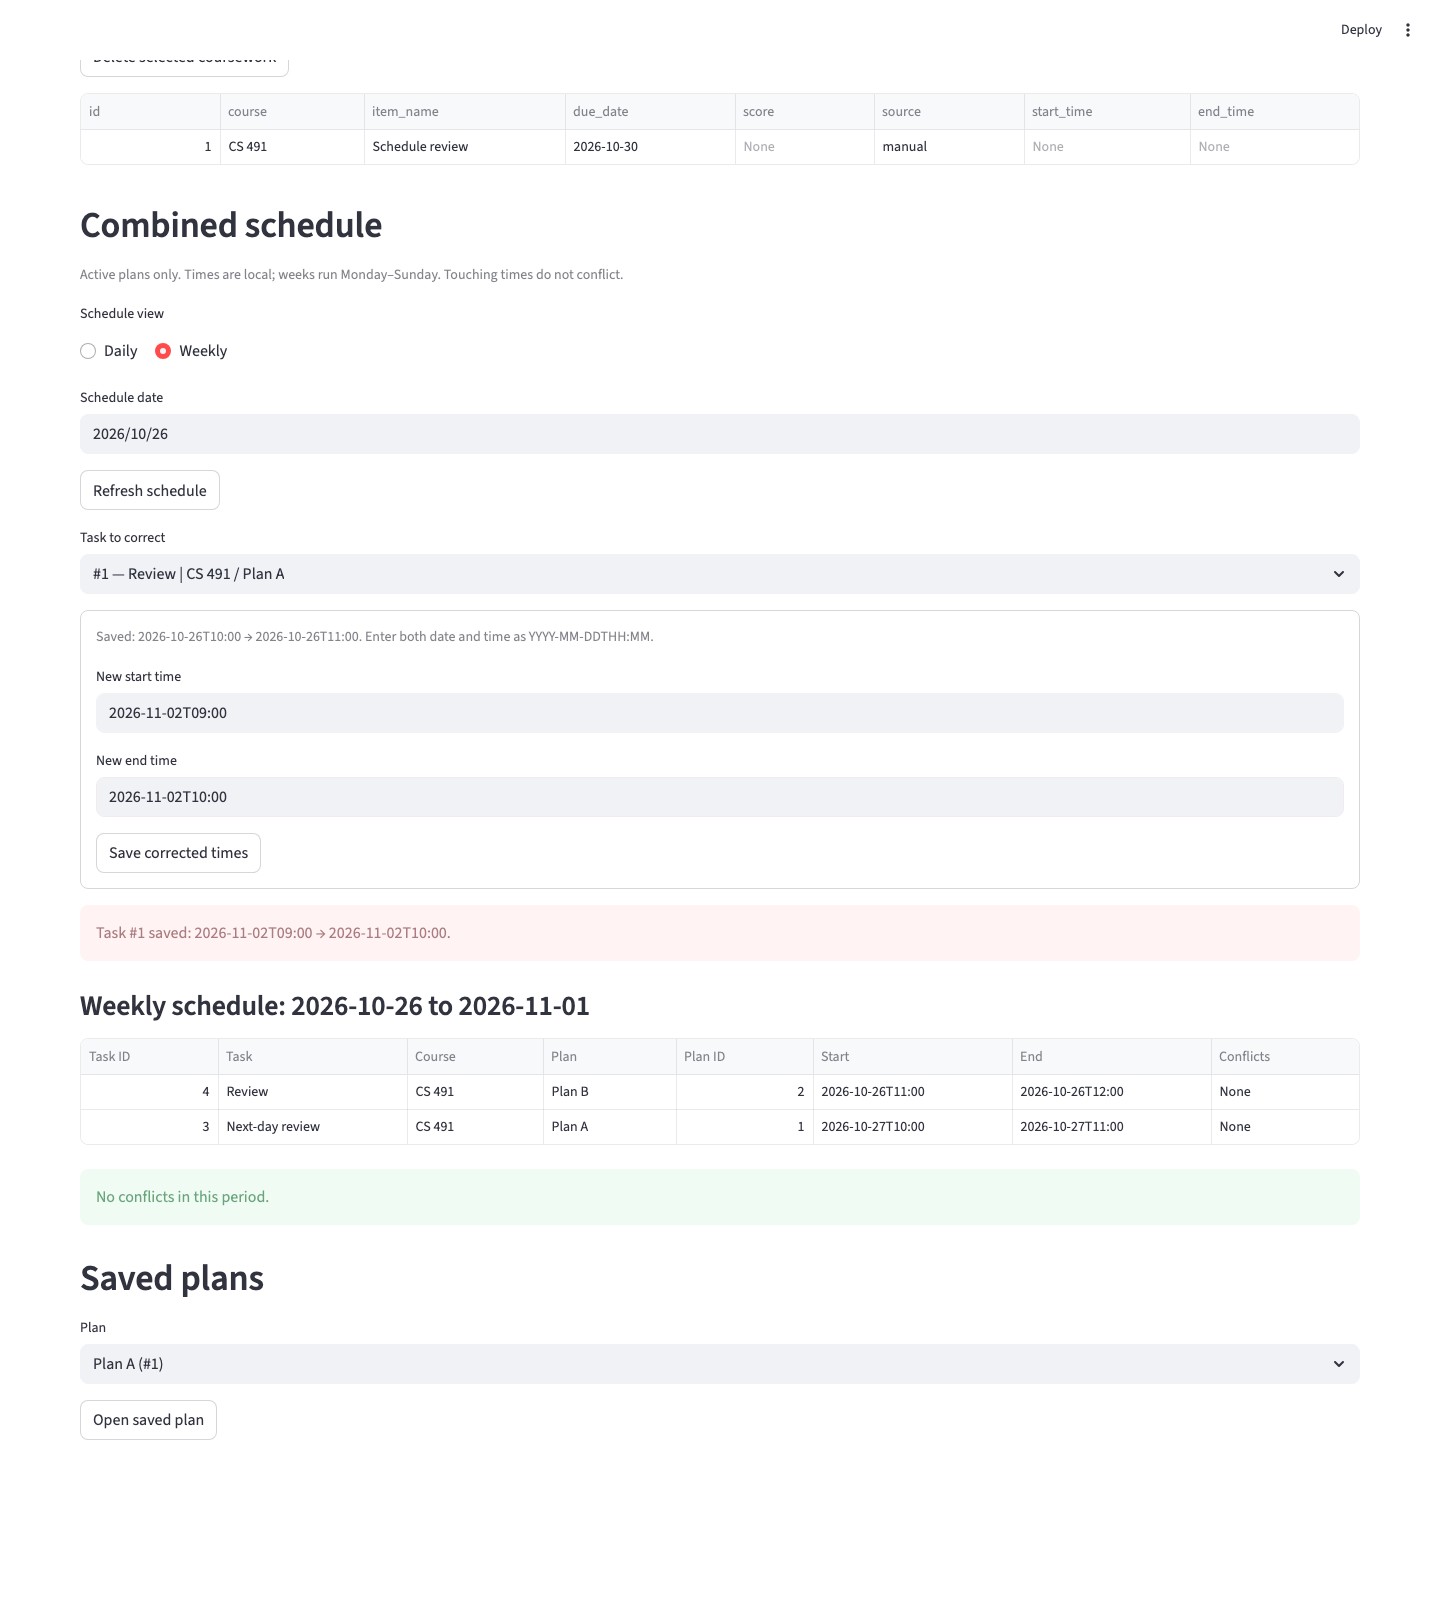 Deploy
Delete selected coursework
id course item_name due_date score source start_time end_time
1 CS 491 Schedule review 2026-10-30 None manual None None
Combined schedule
Active plans only. Times are local; weeks run Monday–Sunday. Touching times do not conflict.
Schedule view
Daily Weekly
Schedule date
2026/10/26
Refresh schedule
Task to correct
#1 — Review | CS 491 / Plan A
Saved: 2026-10-26T10:00 → 2026-10-26T11:00. Enter both date and time as YYYY-MM-DDTHH:MM.
New start time
2026-11-02T09:00
New end time
2026-11-02T10:00
Save corrected times
Task #1 saved: 2026-11-02T09:00 → 2026-11-02T10:00.
Weekly schedule: 2026-10-26 to 2026-11-01
Task ID Task Course Plan Plan ID Start End Conflicts
4 Review CS 491 Plan B 2 2026-10-26T11:00 2026-10-26T12:00 None
3 Next-day review CS 491 Plan A 1 2026-10-27T10:00 2026-10-27T11:00 None
No conflicts in this period.
Saved plans
Plan
Plan A (#1)
Open saved plan